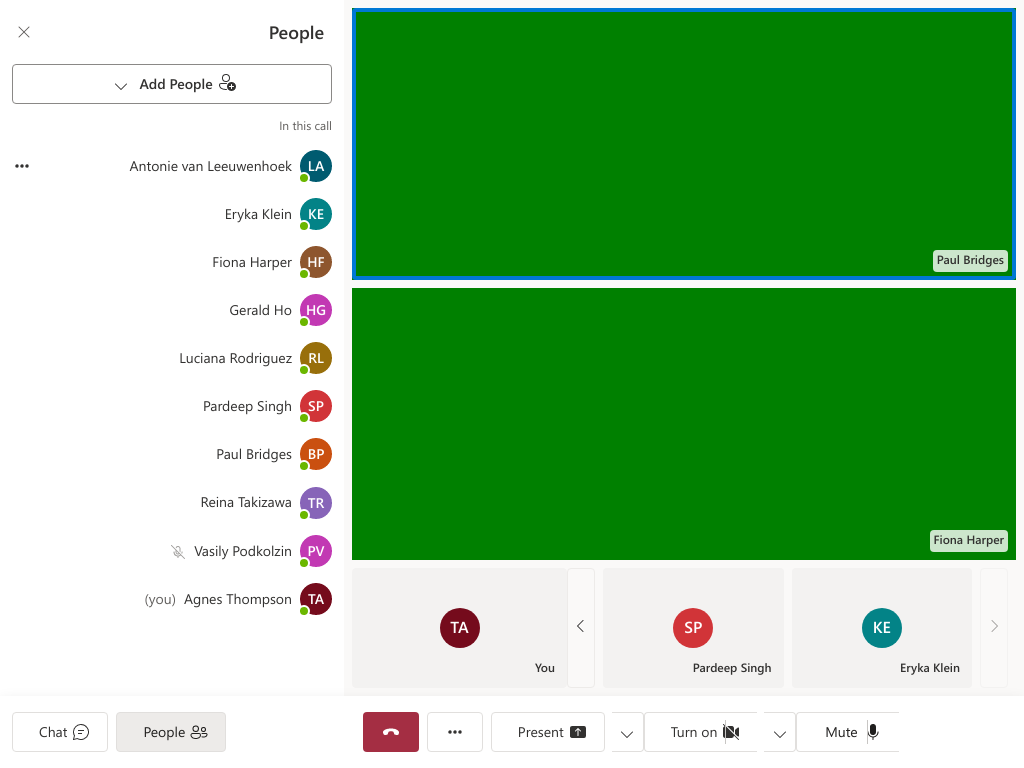 People
Add People
In this call
Antonie van Leeuwenhoek LA
Eryka Klein KE
Fiona Harper HF
Gerald Ho HG
Luciana Rodriguez RL
Pardeep Singh SP
Paul Bridges BP
Reina Takizawa TR
Vasily Podkolzin PV
(you) Agnes Thompson TA
Paul Bridges
Fiona Harper
TA
You
SP
Pardeep Singh
KE
Eryka Klein
Chat
People
Present
Turn on
Mute